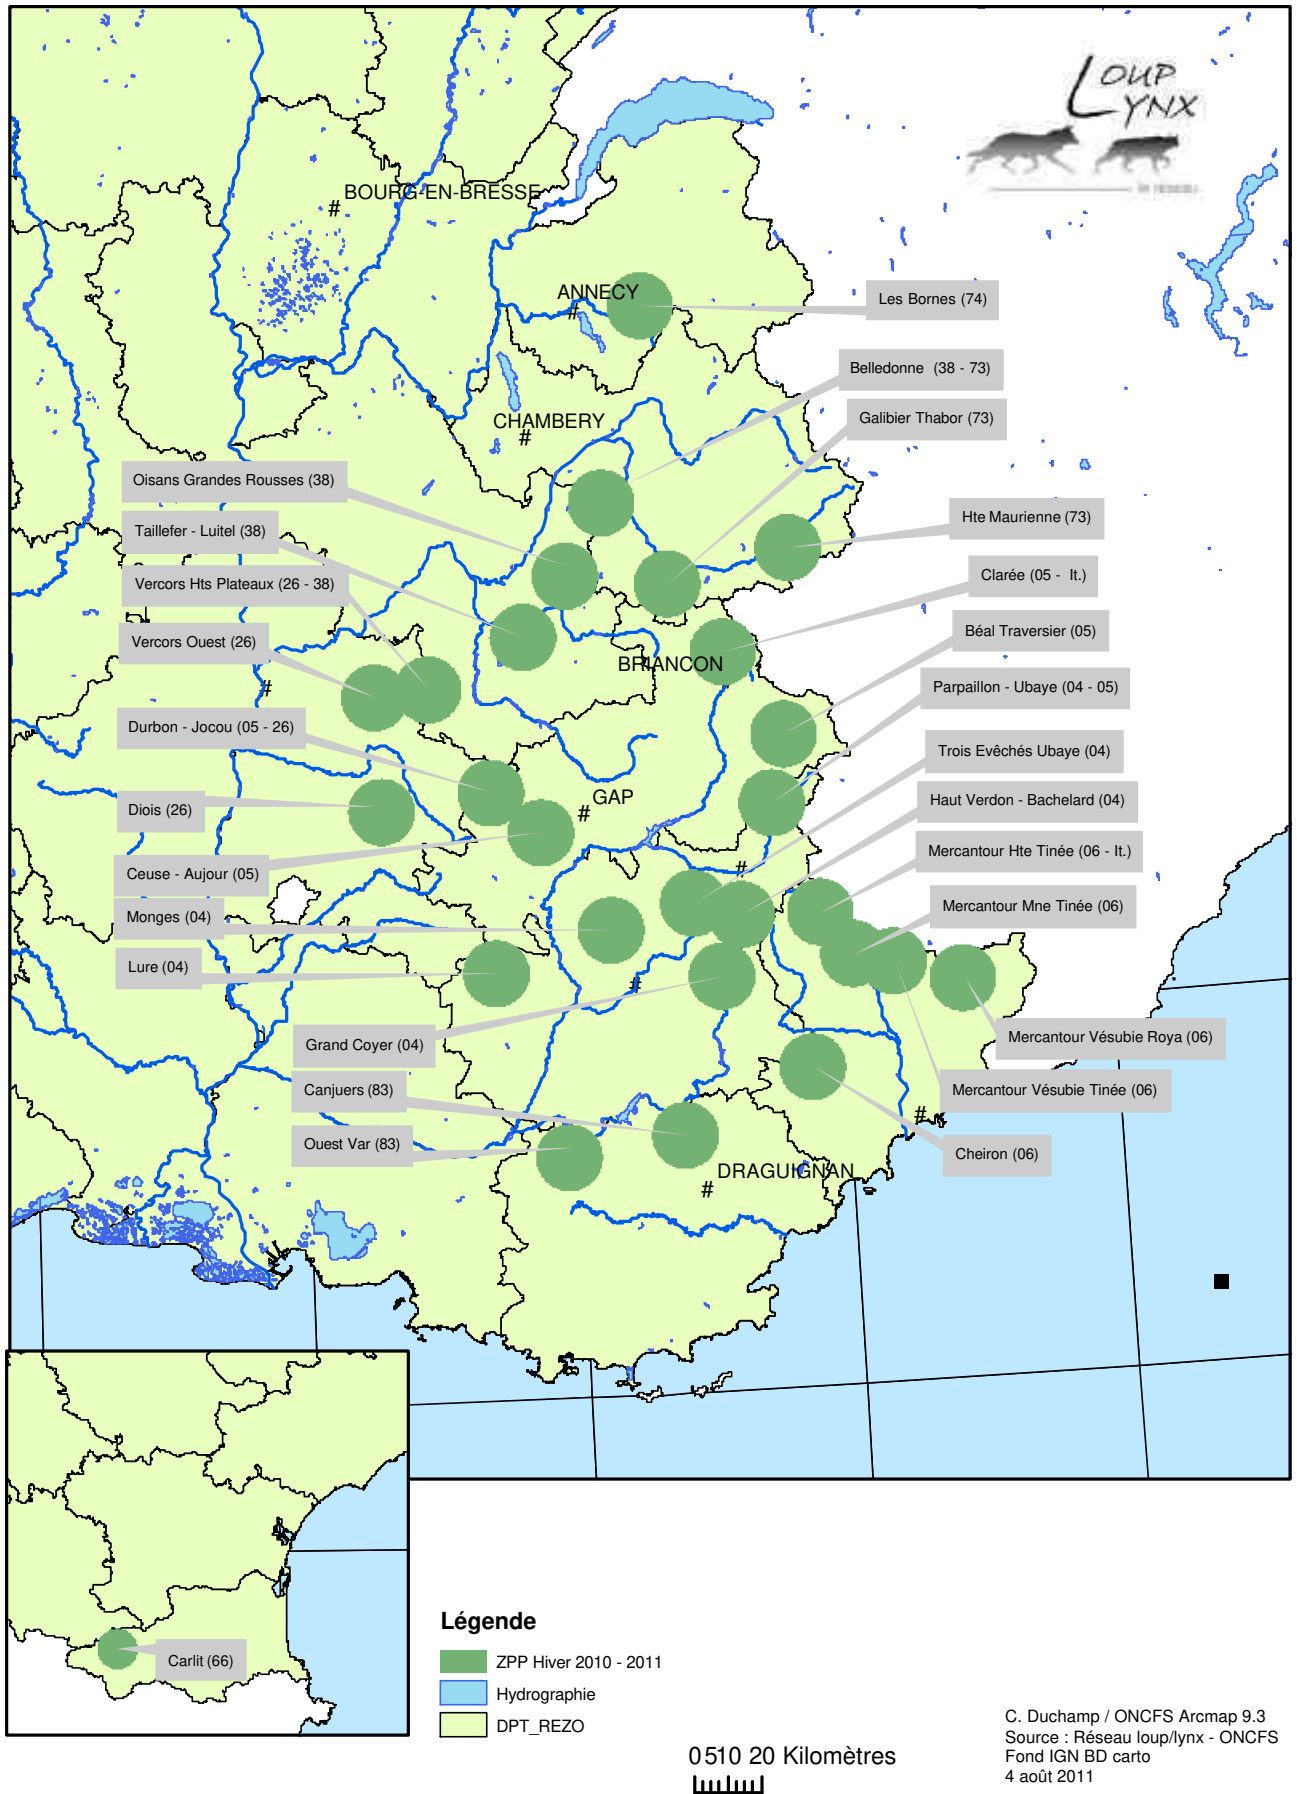 LOUP
LYNX
BOURG-EN-BRESSE
#
ANNECY
#
Les Bornes (74)
Belledonne (38 - 73)
CHAMBERY
#
Galibier Thabor (73)
Oisans Grandes Rousses (38)
Hte Maurienne (73)
Taillefer - Luitel (38)
Clarée (05 - It.)
Vercors Hts Plateaux (26 - 38)
Béal Traversier (05)
Vercors Ouest (26)
BRIANCON
#
Parpaillon - Ubaye (04 - 05)
Durbon - Jocou (05 - 26)
Trois Evêchés Ubaye (04)
GAP
#
Haut Verdon - Bachelard (04)
Diois (26)
Mercantour Hte Tinée (06 - It.)
#
Ceuse - Aujour (05)
Mercantour Mne Tinée (06)
Monges (04)
Lure (04)
#
Grand Coyer (04)
Mercantour Vésubie Roya (06)
Canjuers (83)
Mercantour Vésubie Tinée (06)
#
Ouest Var (83)
Cheiron (06)
DRAGUIGNAN
#
Carlit (66)
Légende
ZPP Hiver 2010 - 2011
Hydrographie
DPT_REZO
0 5 10 20 Kilomètres
C. Duchamp / ONCFS Arcmap 9.3
Source : Réseau loup/lynx - ONCFS
Fond IGN BD carto
4 août 2011